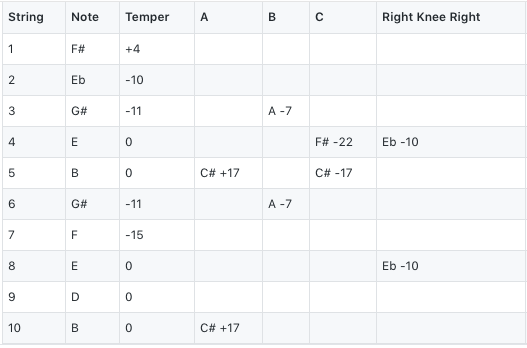 String Note Temper A B C Right Knee Right
1 F# +4
2 Eb -10
3 G# -11 A -7
4 E 0 F# -22 Eb -10
5 B 0 C# +17 C# -17
6 G# -11 A -7
7 F -15
8 E 0 Eb -10
9 D 0
10 B 0 C# +17